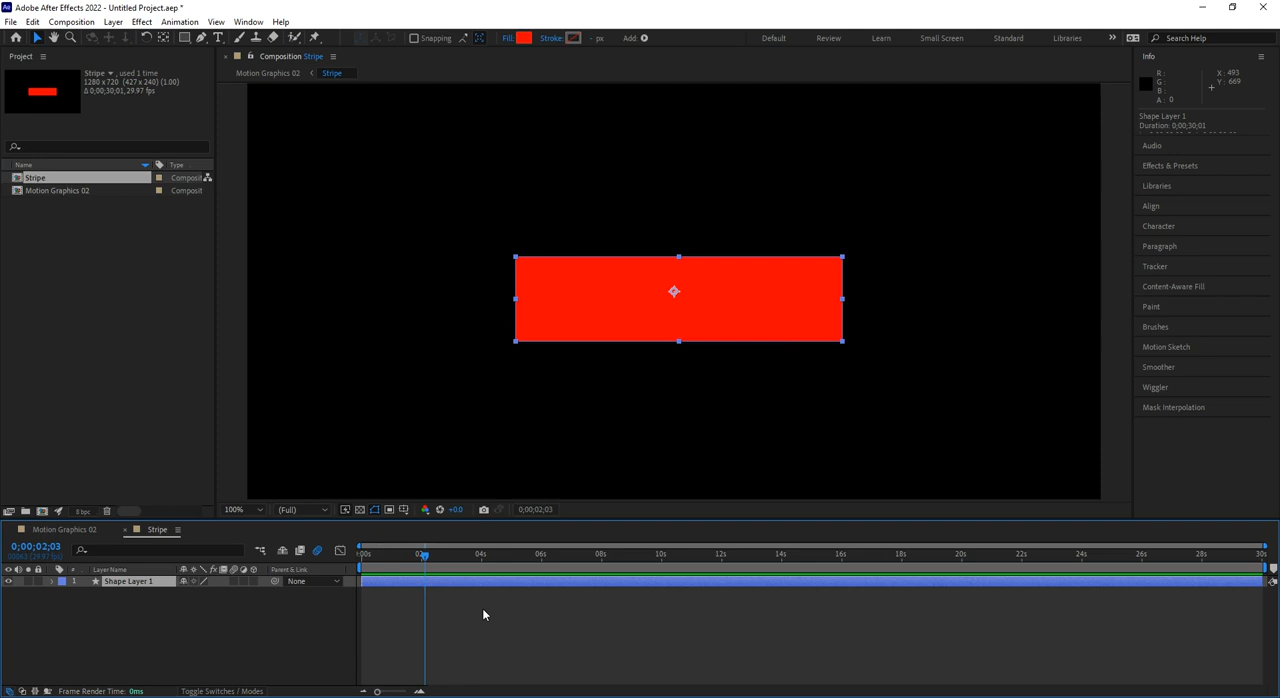 Adobe After Effects 2022 - Untitled Project.aep *
File Edit Composition Layer Effect Animation View Window Help
Snapping Fill: Stroke: - px Add: Default Review Learn Small Screen Standard Libraries » Search Help
Project
Composition Stripe
Info
Stripe ▾, used 1 time
1280 x 720 (427 x 240) (1.00)
Δ 0;00;30;01, 29.97 fps
Motion Graphics 02 Stripe
R:
G:
B:
A: 0
X: 493
Y: 669
Shape Layer 1
Duration: 0;00;30;01
Audio
Effects & Presets
Libraries
Align
Character
Paragraph
Tracker
Content-Aware Fill
Paint
Brushes
Motion Sketch
Smoother
Wiggler
Mask Interpolation
Name Type
Stripe Composit
Motion Graphics 02 Composit
8 bpc
100% (Full) +0.0 0;00;02;03
Motion Graphics 02 × Stripe
0;00;02;03
00063 (29.97 fps)
:00s 04s 06s 08s 10s 12s 14s 16s 18s 20s 22s 24s 26s 28s 30s
# Layer Name fx Parent & Link
1 Shape Layer 1 None
Frame Render Time: 0ms Toggle Switches / Modes